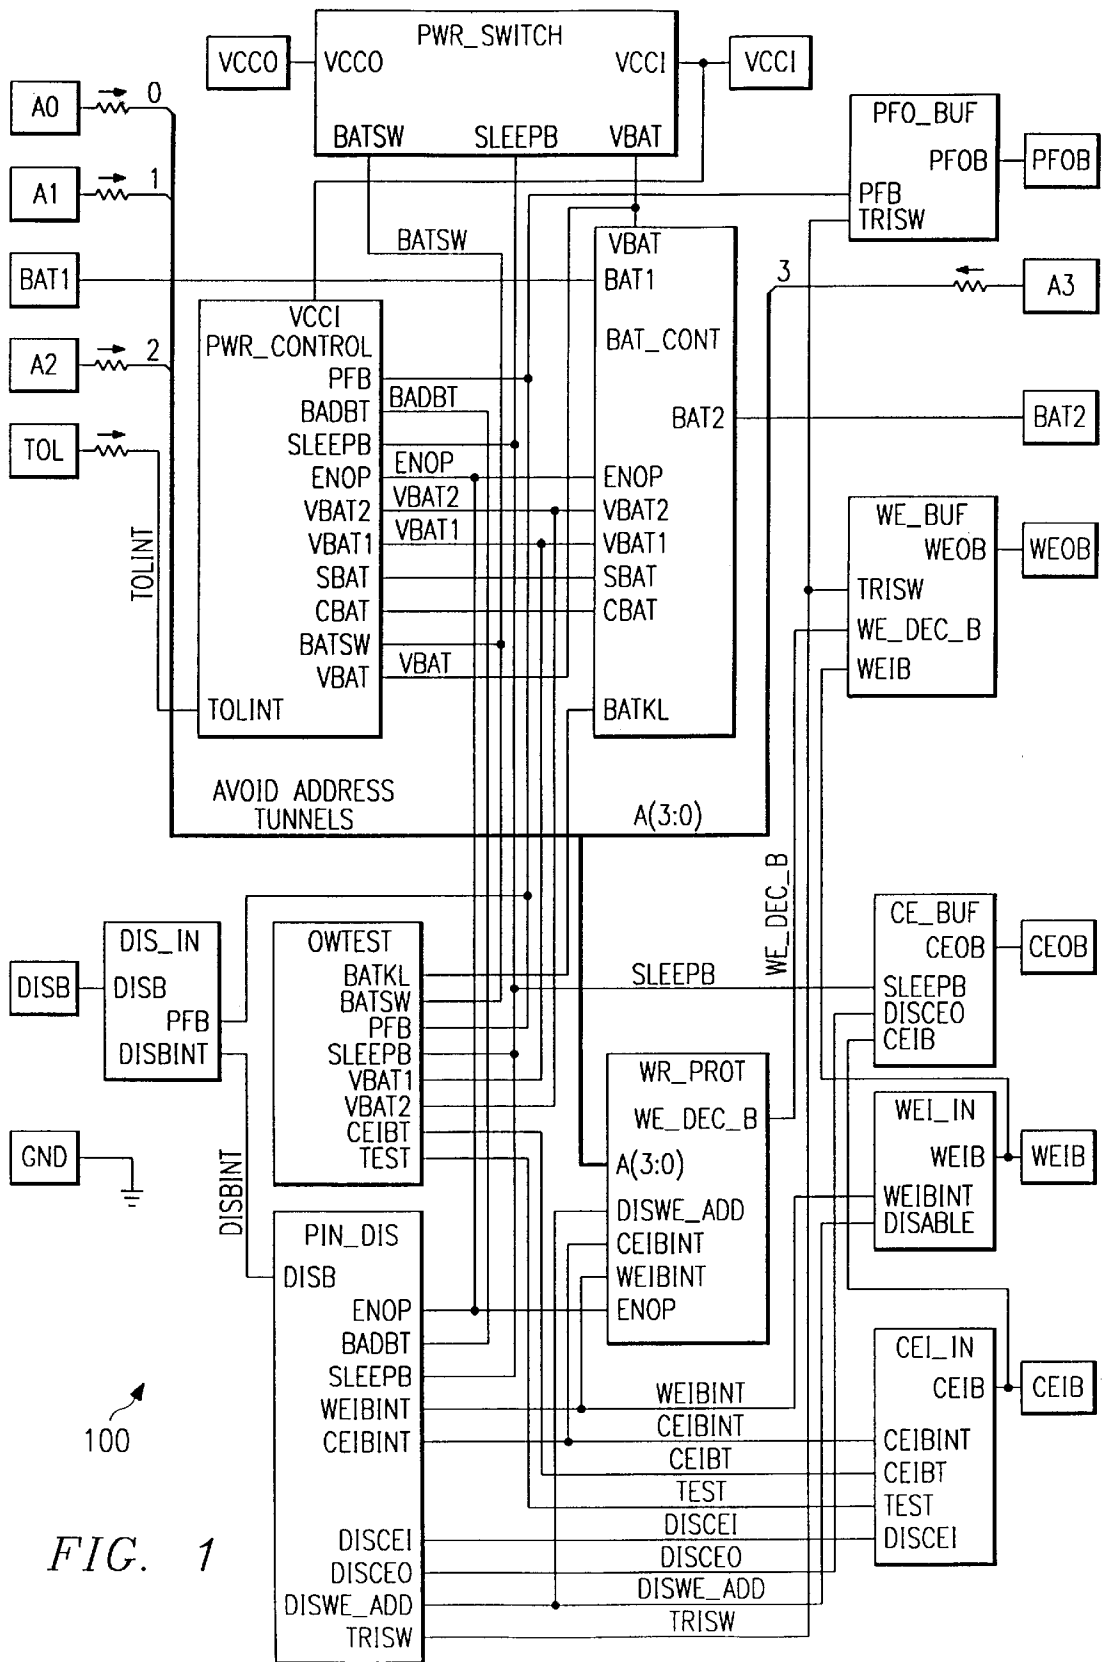 PWR_SWITCH
VCCO
VCCO
VCCI
VCCI
BATSW
SLEEPB
VBAT
A0
0
A1
1
BAT1
A2
2
TOL
TOLINT
BATSW
PFO_BUF
PFOB
PFOB
PFB
TRISW
3
A3
VCCI
PWR_CONTROL
PFB
BADBT
SLEEPB
ENOP
VBAT2
VBAT1
SBAT
CBAT
BATSW
VBAT
TOLINT
BADBT
ENOP
VBAT2
VBAT1
VBAT
VBAT
BAT1
BAT_CONT
BAT2
ENOP
VBAT2
VBAT1
SBAT
CBAT
BATKL
BAT2
WE_BUF
WEOB
WEOB
TRISW
WE_DEC_B
WEIB
AVOID ADDRESS
TUNNELS
A(3:0)
WE_DEC_B
DIS_IN
DISB
DISB
PFB
DISBINT
DISBINT
GND
OWTEST
BATKL
BATSW
PFB
SLEEPB
VBAT1
VBAT2
CEIBT
TEST
SLEEPB
CE_BUF
CEOB
CEOB
SLEEPB
DISCEO
CEIB
WR_PROT
WE_DEC_B
A(3:0)
DISWE_ADD
CEIBINT
WEIBINT
ENOP
WEI_IN
WEIB
WEIB
WEIBINT
DISABLE
PIN_DIS
DISB
ENOP
BADBT
SLEEPB
WEIBINT
CEIBINT
DISCEI
DISCEO
DISWE_ADD
TRISW
WEIBINT
CEIBINT
CEIBT
TEST
DISCEI
DISCEO
DISWE_ADD
TRISW
CEI_IN
CEIB
CEIB
CEIBINT
CEIBT
TEST
DISCEI
100
FIG. 1